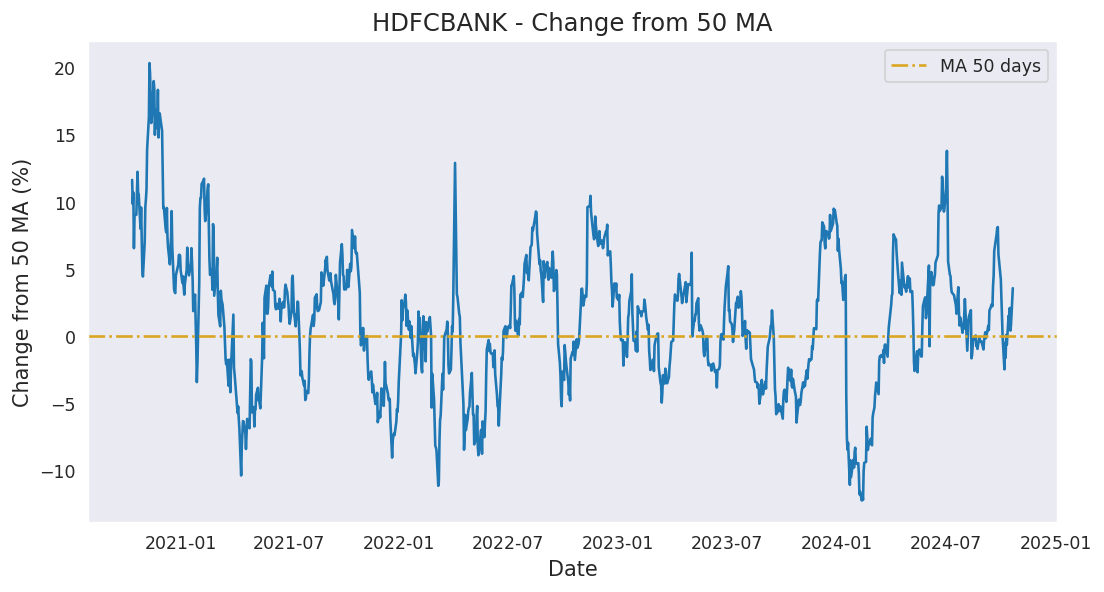 HDFCBANK - Change from 50 MA
MA 50 days
Change from 50 MA (%)
20
15
10
5
0
−5
−10
2021-01 2021-07 2022-01 2022-07 2023-01 2023-07 2024-01 2024-07 2025-01
Date